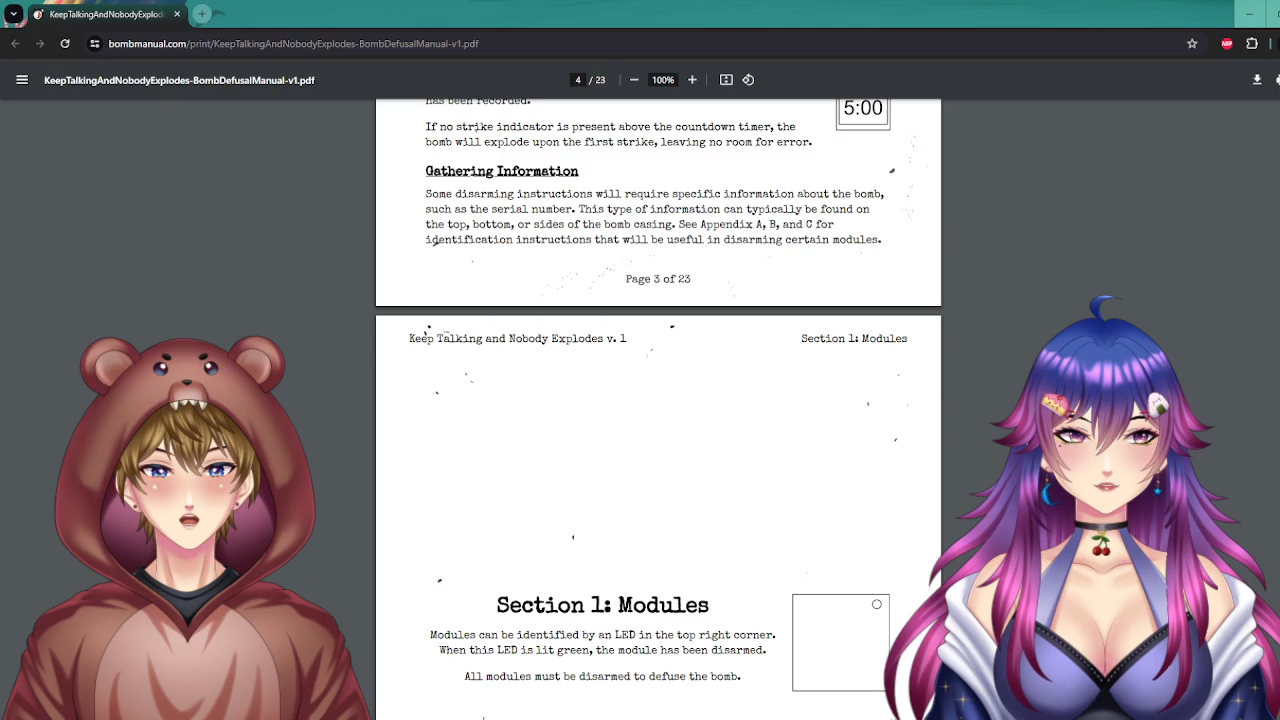 KeepTalkingAndNobodyExplod
bombmanual.com/print/KeepTalkingAndNobodyExplodes-BombDefusalManual-v1.pdf
ABP
KeepTalkingAndNobodyExplodes-BombDefusalManual-v1.pdf
4 / 23
100%
has been recorded.
5:00
If no strike indicator is present above the countdown timer, the
bomb will explode upon the first strike, leaving no room for error.
Gathering Information
Some disarming instructions will require specific information about the bomb,
such as the serial number. This type of information can typically be found on
the top, bottom, or sides of the bomb casing. See Appendix A, B, and C for
identification instructions that will be useful in disarming certain modules.
Page 3 of 23
Keep Talking and Nobody Explodes v. 1
Section 1: Modules
Section 1: Modules
Modules can be identified by an LED in the top right corner.
When this LED is lit green, the module has been disarmed.
All modules must be disarmed to defuse the bomb.